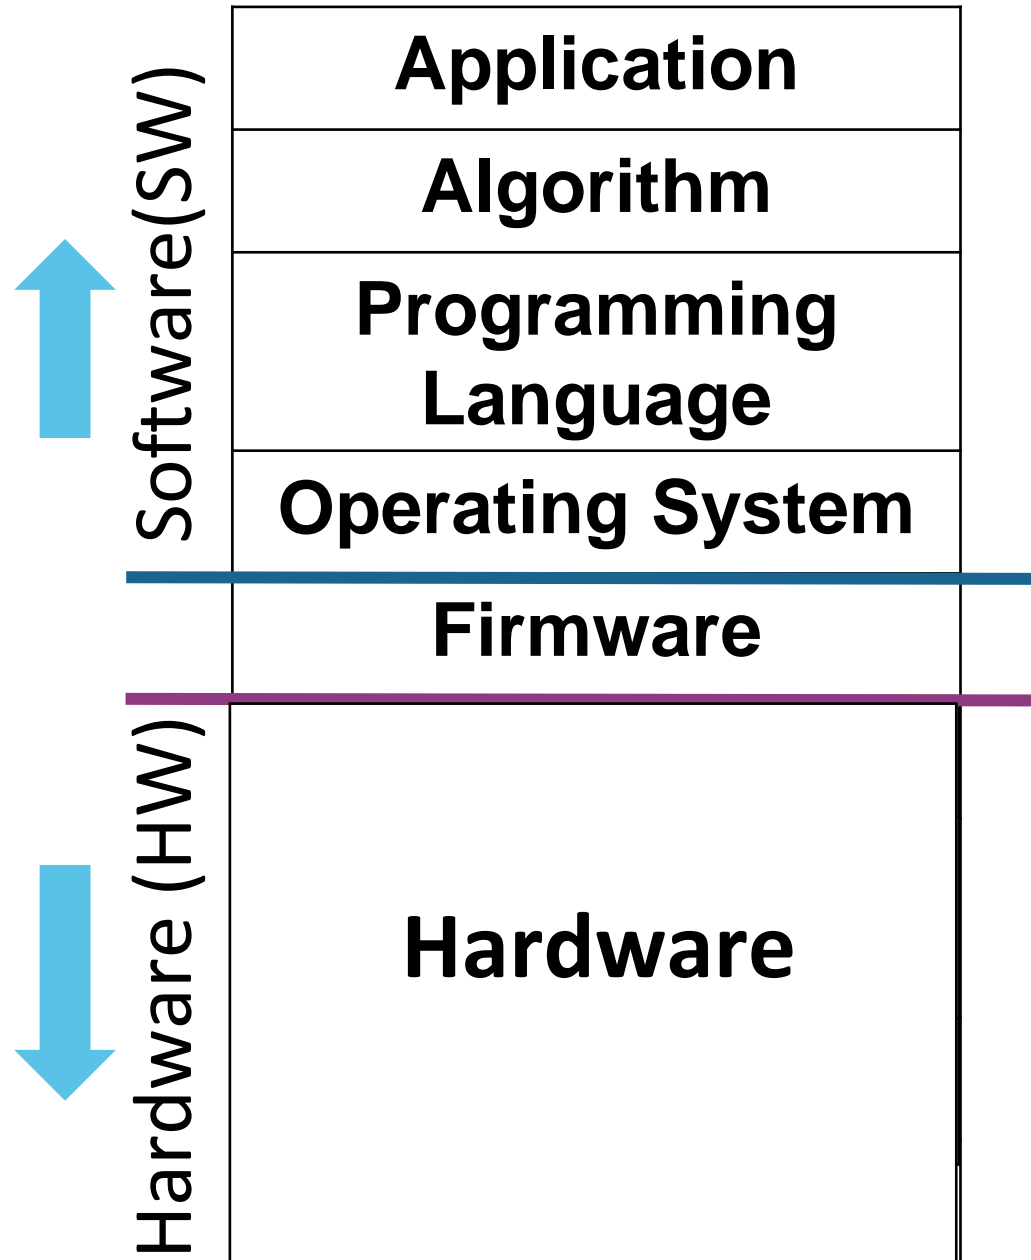 Software(SW)
Application
Algorithm
Programming
Language
Operating System
Firmware
Hardware (HW)
Hardware